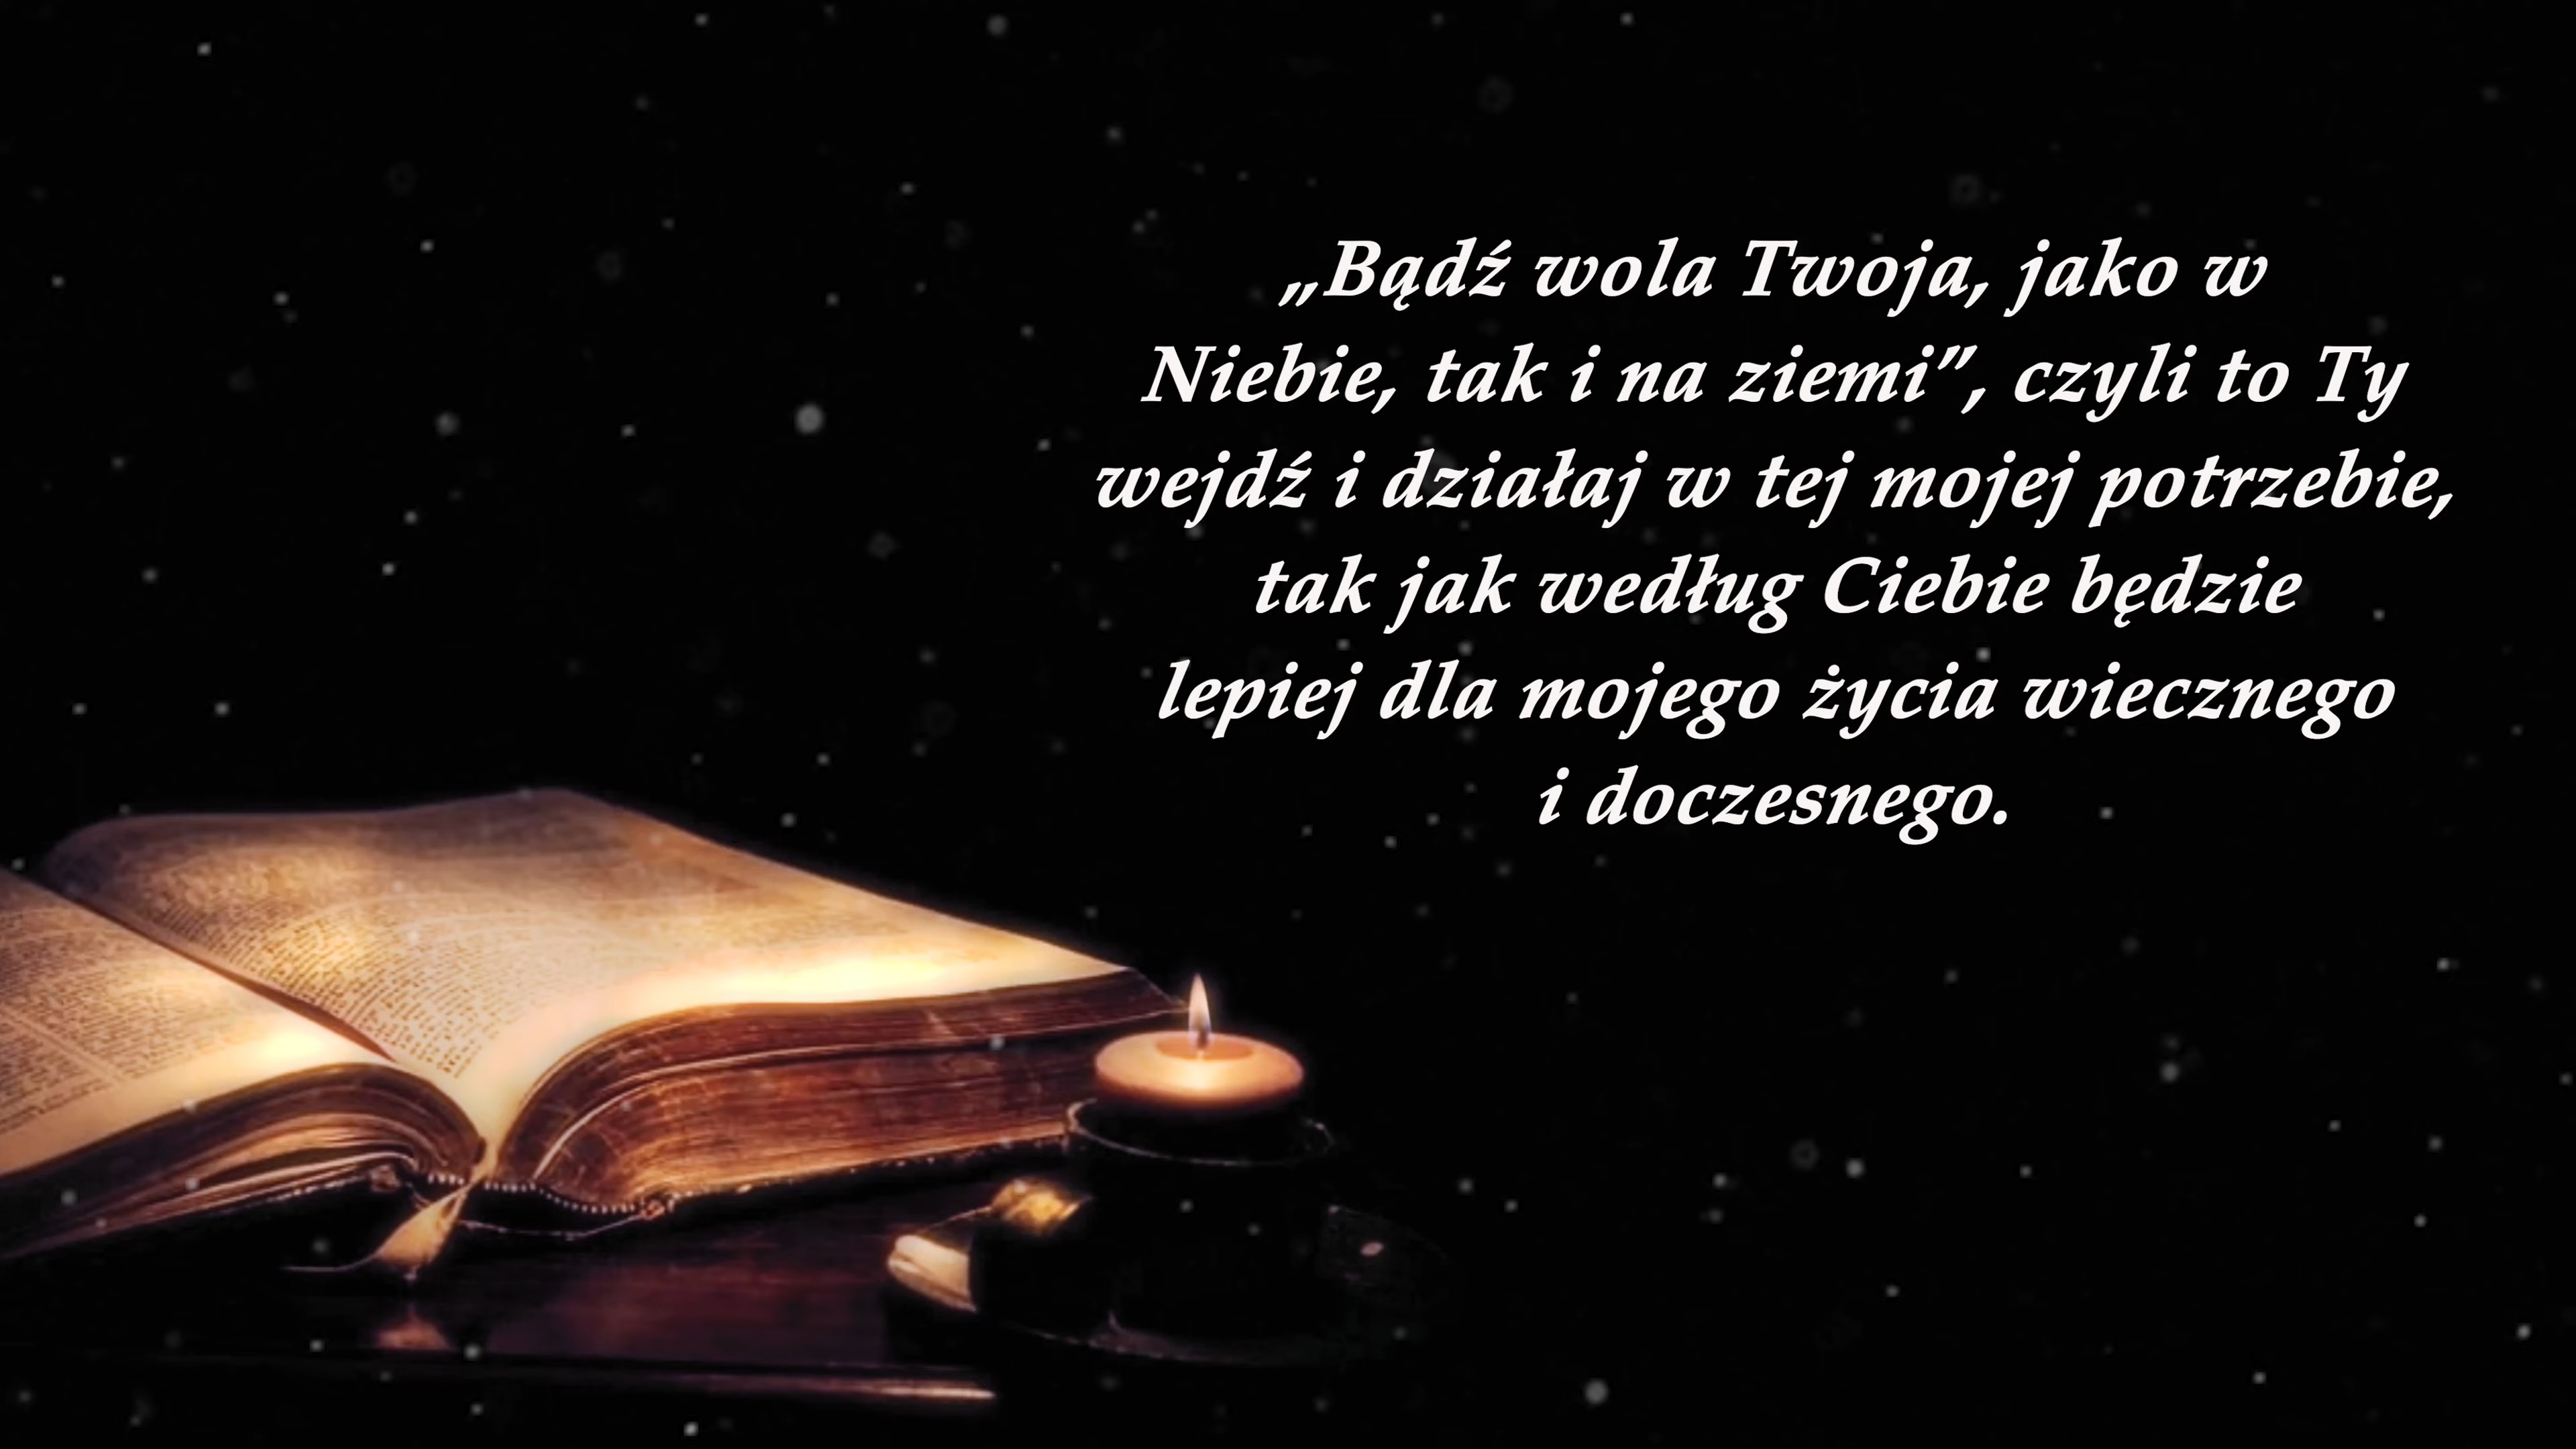 „Bądź wola Twoja, jako w
Niebie, tak i na ziemi”, czyli to Ty
wejdź i działaj w tej mojej potrzebie,
tak jak według Ciebie będzie
lepiej dla mojego życia wiecznego
i doczesnego.